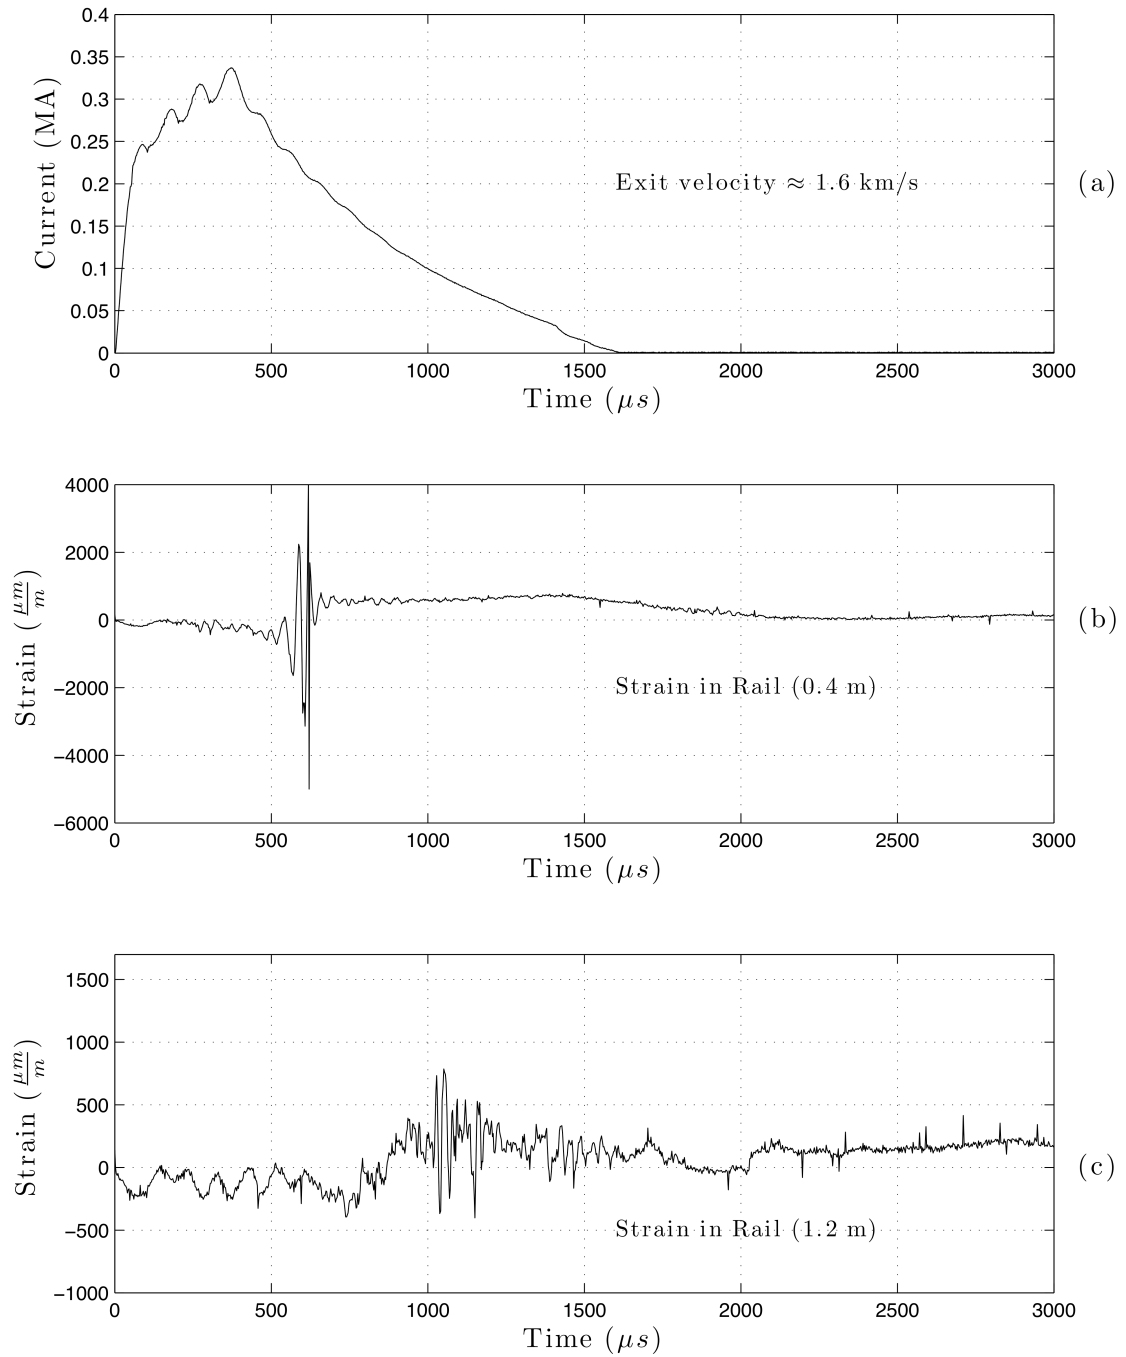 0.4
0.35
0.3
0.25
0.2
0.15
0.1
0.05
0
Current (MA)
Exit velocity ≈ 1.6 km/s
(a)
0 500 1000 1500 2000 2500 3000
Time (μs)
4000
2000
0
−2000
−4000
−6000
Strain (μm/m)
Strain in Rail (0.4 m)
(b)
0 500 1000 1500 2000 2500 3000
Time (μs)
1500
1000
500
0
−500
−1000
Strain (μm/m)
Strain in Rail (1.2 m)
(c)
0 500 1000 1500 2000 2500 3000
Time (μs)